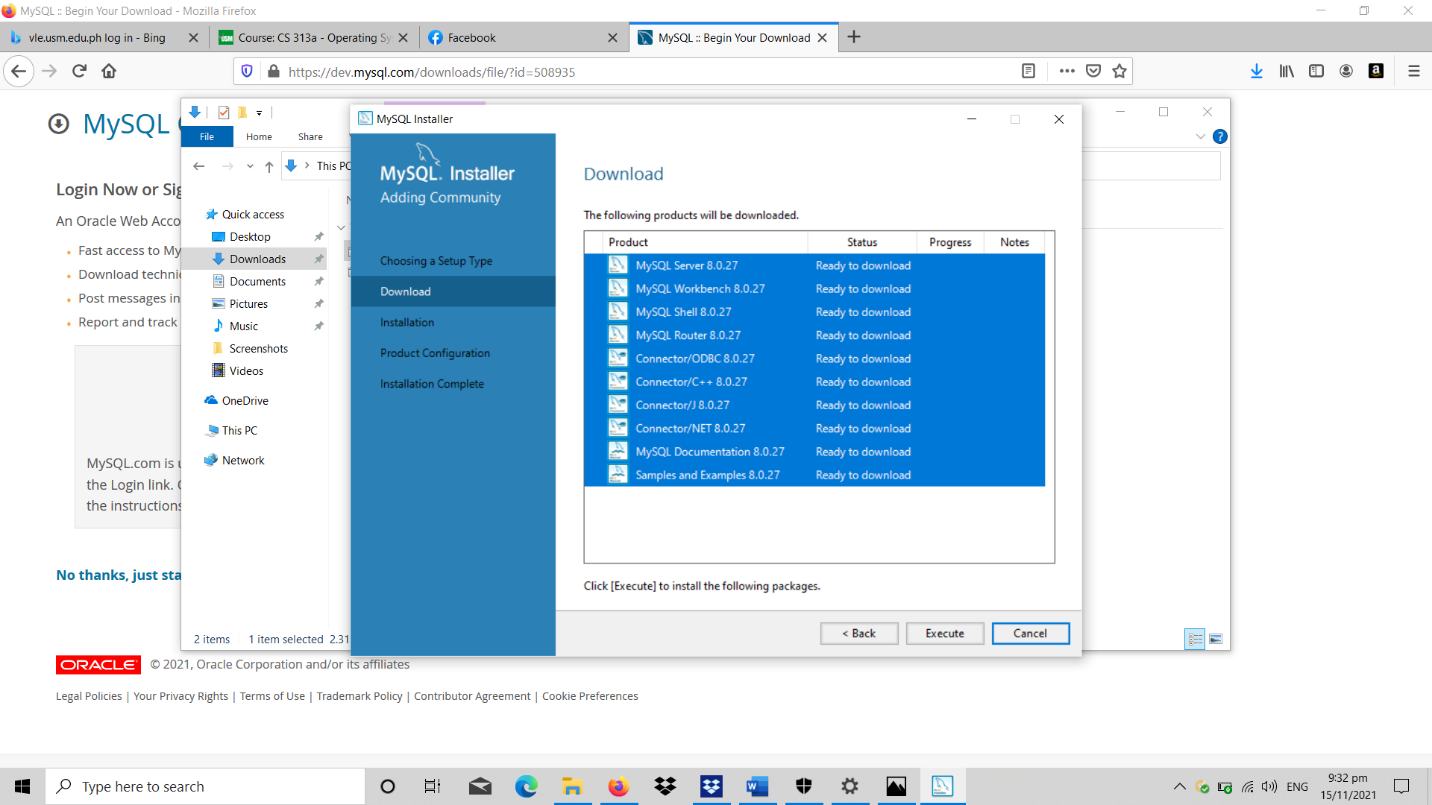 MySQL :: Begin Your Download - Mozilla Firefox
vle.usm.edu.ph log in - Bing
Course: CS 313a - Operating Sy
Facebook
MySQL :: Begin Your Download
https://dev.mysql.com/downloads/file/?id=508935
MySQL
Login Now or Sig
An Oracle Web Acco
Fast access to My
Download technic
Post messages in
Report and track
MySQL.com is u
the Login link. O
the instructions
No thanks, just sta
ORACLE
© 2021, Oracle Corporation and/or its affiliates
Legal Policies | Your Privacy Rights | Terms of Use | Trademark Policy | Contributor Agreement | Cookie Preferences
File
Home
Share
This PC
Quick access
Desktop
Downloads
Documents
Pictures
Music
Screenshots
Videos
OneDrive
This PC
Network
2 items 1 item selected 2.31
MySQL Installer
MySQL. Installer
Adding Community
Choosing a Setup Type
Download
Installation
Product Configuration
Installation Complete
Download
The following products will be downloaded.
Product Status Progress Notes
MySQL Server 8.0.27 Ready to download
MySQL Workbench 8.0.27 Ready to download
MySQL Shell 8.0.27 Ready to download
MySQL Router 8.0.27 Ready to download
Connector/ODBC 8.0.27 Ready to download
Connector/C++ 8.0.27 Ready to download
Connector/J 8.0.27 Ready to download
Connector/NET 8.0.27 Ready to download
MySQL Documentation 8.0.27 Ready to download
Samples and Examples 8.0.27 Ready to download
Click [Execute] to install the following packages.
< Back
Execute
Cancel
Type here to search
ENG
9:32 pm
15/11/2021